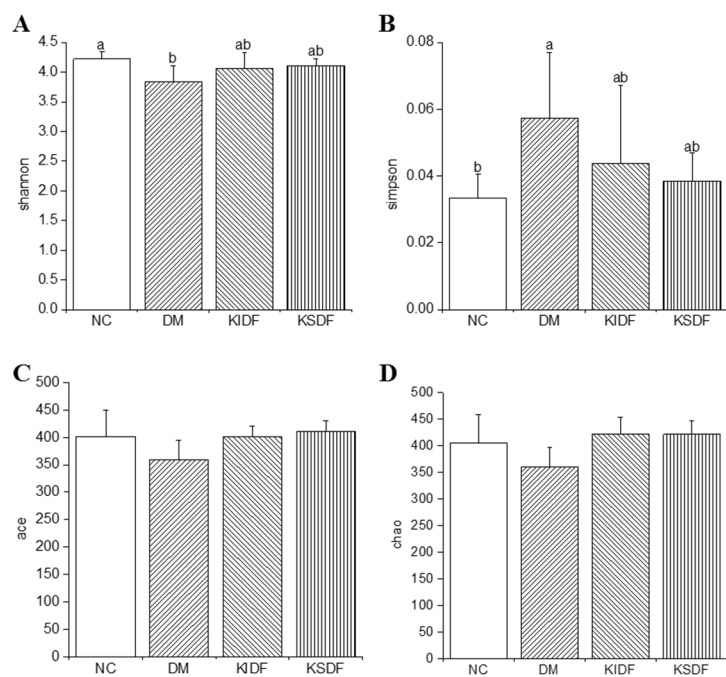 A
shannon
4.5
4.0
3.5
3.0
2.5
2.0
1.5
1.0
0.5
0.0
a
b
ab
ab
NC DM KIDF KSDF
B
simpson
0.08
0.06
0.04
0.02
0.00
b
a
ab
ab
NC DM KIDF KSDF
C
ace
500
450
400
350
300
250
200
150
100
50
0
NC DM KIDF KSDF
D
chao
500
450
400
350
300
250
200
150
100
50
0
NC DM KIDF KSDF